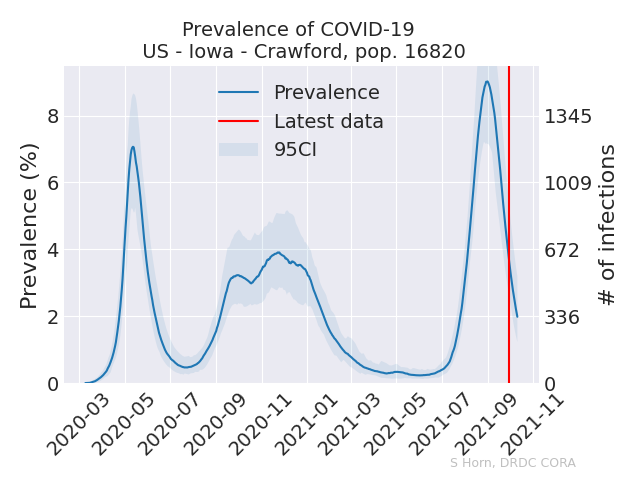 Prevalence of COVID-19
US - Iowa - Crawford, pop. 16820
Prevalence
Latest data
95CI
Prevalence (%)
8
6
4
2
0
1345
1009
672
336
0
# of infections
2020-03
2020-05
2020-07
2020-09
2020-11
2021-01
2021-03
2021-05
2021-07
2021-09
2021-11
S Horn, DRDC CORA